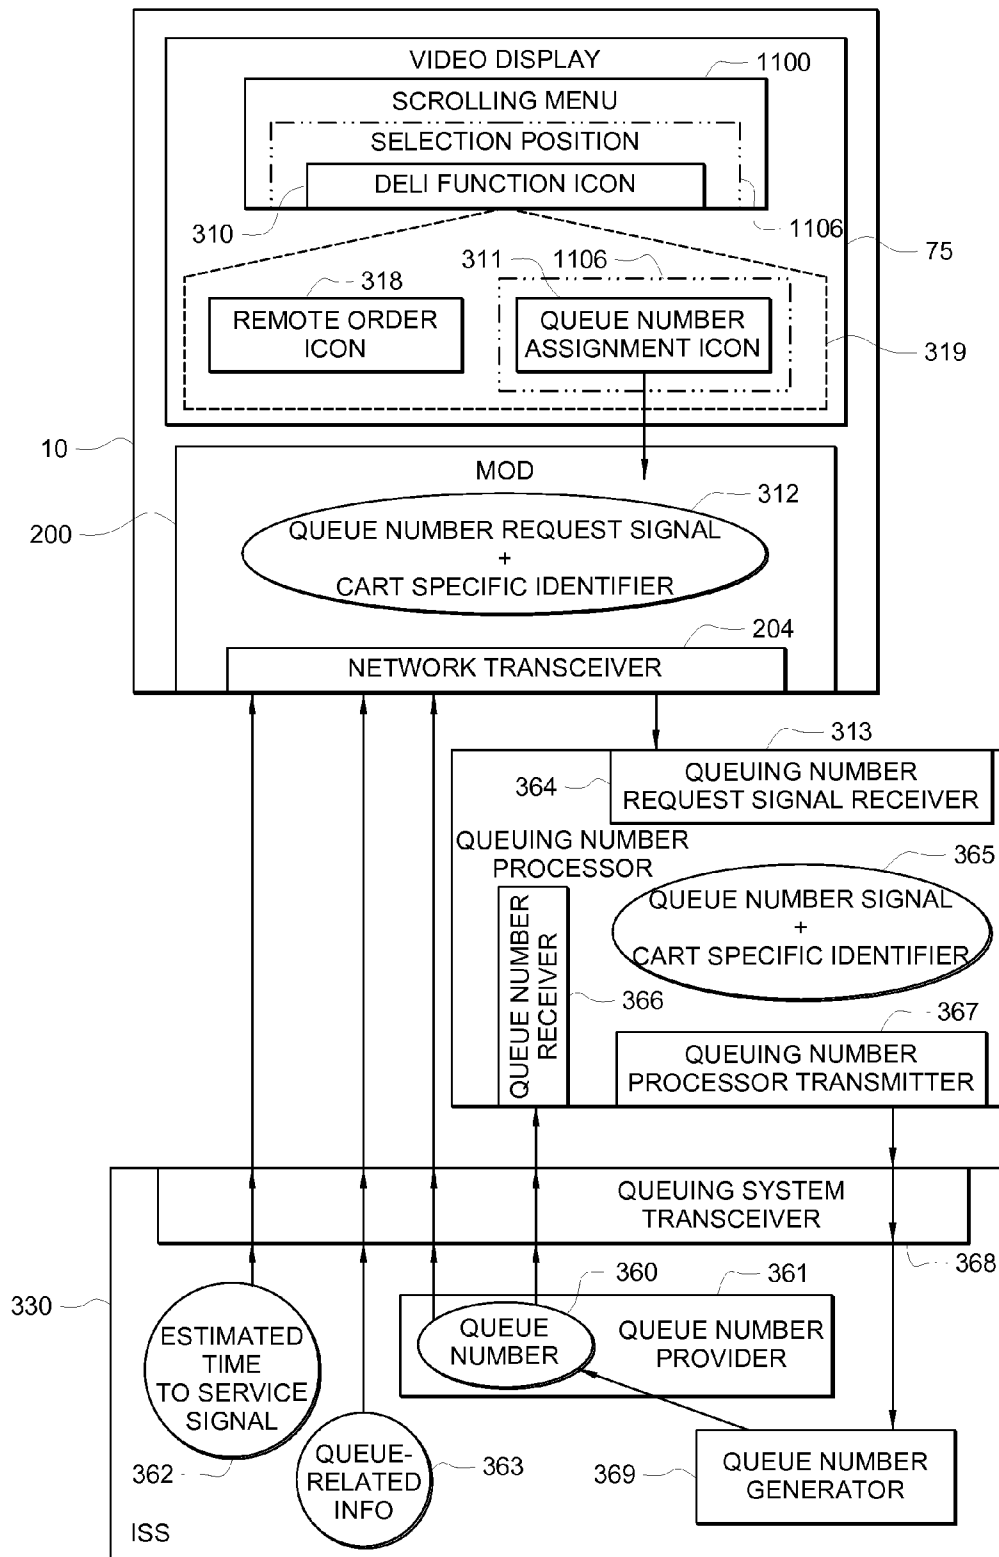 VIDEO DISPLAY
1100
SCROLLING MENU
SELECTION POSITION
DELI FUNCTION ICON
310
1106
75
311
1106
318
REMOTE ORDER
ICON
QUEUE NUMBER
ASSIGNMENT ICON
319
10
MOD
312
200
QUEUE NUMBER REQUEST SIGNAL
+
CART SPECIFIC IDENTIFIER
204
NETWORK TRANSCEIVER
313
364
QUEUING NUMBER
REQUEST SIGNAL RECEIVER
QUEUING NUMBER
PROCESSOR
365
QUEUE NUMBER SIGNAL
+
CART SPECIFIC IDENTIFIER
QUEUE NUMBER
RECEIVER
366
367
QUEUING NUMBER
PROCESSOR TRANSMITTER
QUEUING SYSTEM
TRANSCEIVER
368
360
361
330
ESTIMATED
TIME
TO SERVICE
SIGNAL
QUEUE
NUMBER
QUEUE NUMBER
PROVIDER
362
QUEUE-
RELATED
INFO
363
369
QUEUE NUMBER
GENERATOR
ISS